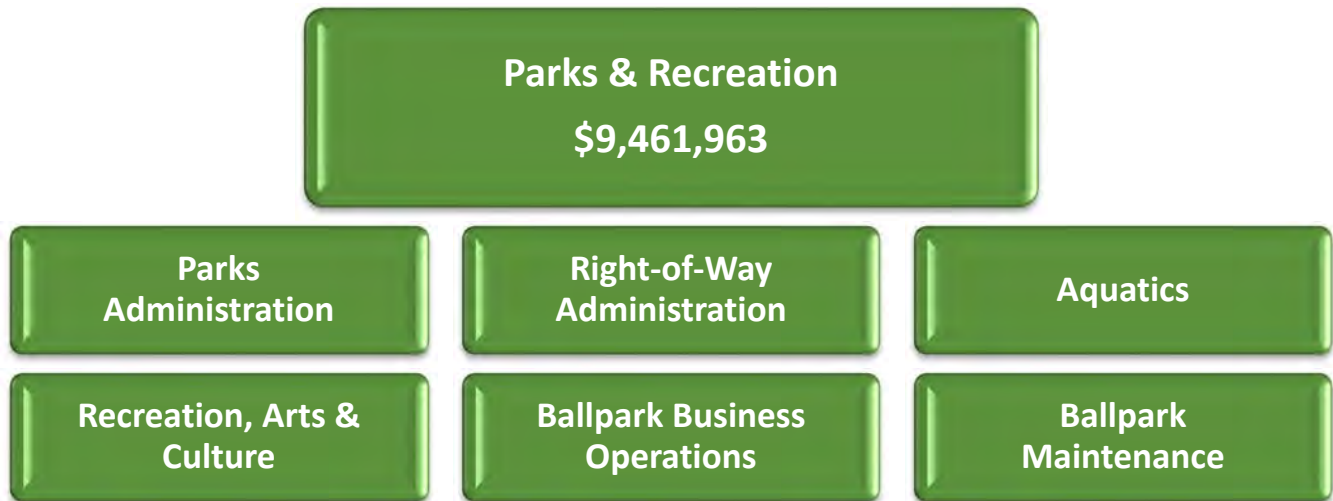 Parks & Recreation
$9,461,963
Parks
Administration
Right-of-Way
Administration
Aquatics
Recreation, Arts &
Culture
Ballpark Business
Operations
Ballpark
Maintenance